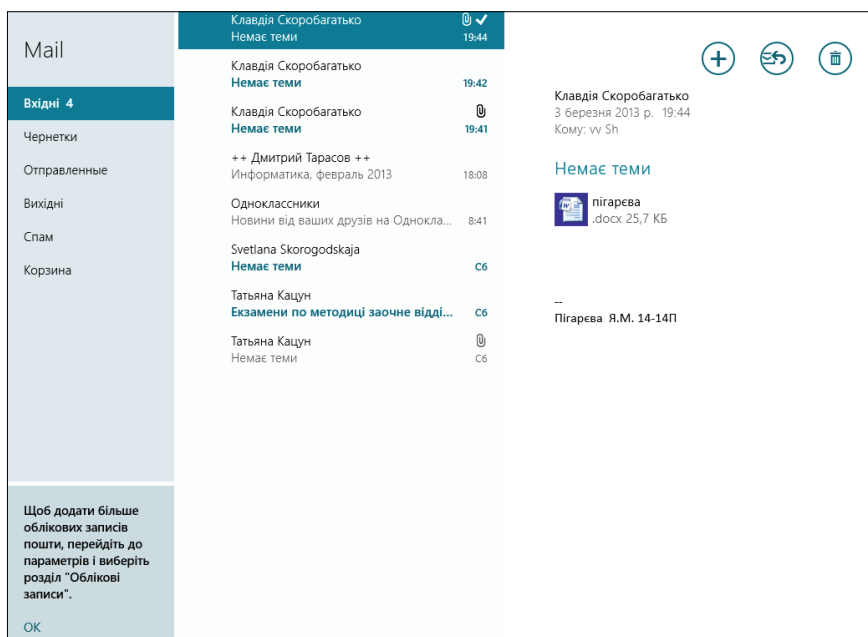 Mail
Вхідні 4
Чернетки
Отправленные
Вихідні
Спам
Корзина
Щоб додати більше
облікових записів
пошти, перейдіть до
параметрів і виберіть
розділ "Облікові
записи".
ОК
Клавдія Скоробагатько
Немає теми 19:44
Клавдія Скоробагатько
Немає теми 19:42
Клавдія Скоробагатько
Немає теми 19:41
++ Дмитрий Тарасов ++
Информатика, февраль 2013 18:08
Одноклассники
Новини від ваших друзів на Однокла... 8:41
Svetlana Skorogodskaja
Немає теми Сб
Татьяна Кацун
Екзамени по методиці заочне відді... Сб
Татьяна Кацун
Немає теми Сб
Клавдія Скоробагатько
3 березня 2013 р. 19:44
Кому: vv Sh
Немає теми
пігарєва
.docx 25,7 КБ
--
Пігарєва Я.М. 14-14П